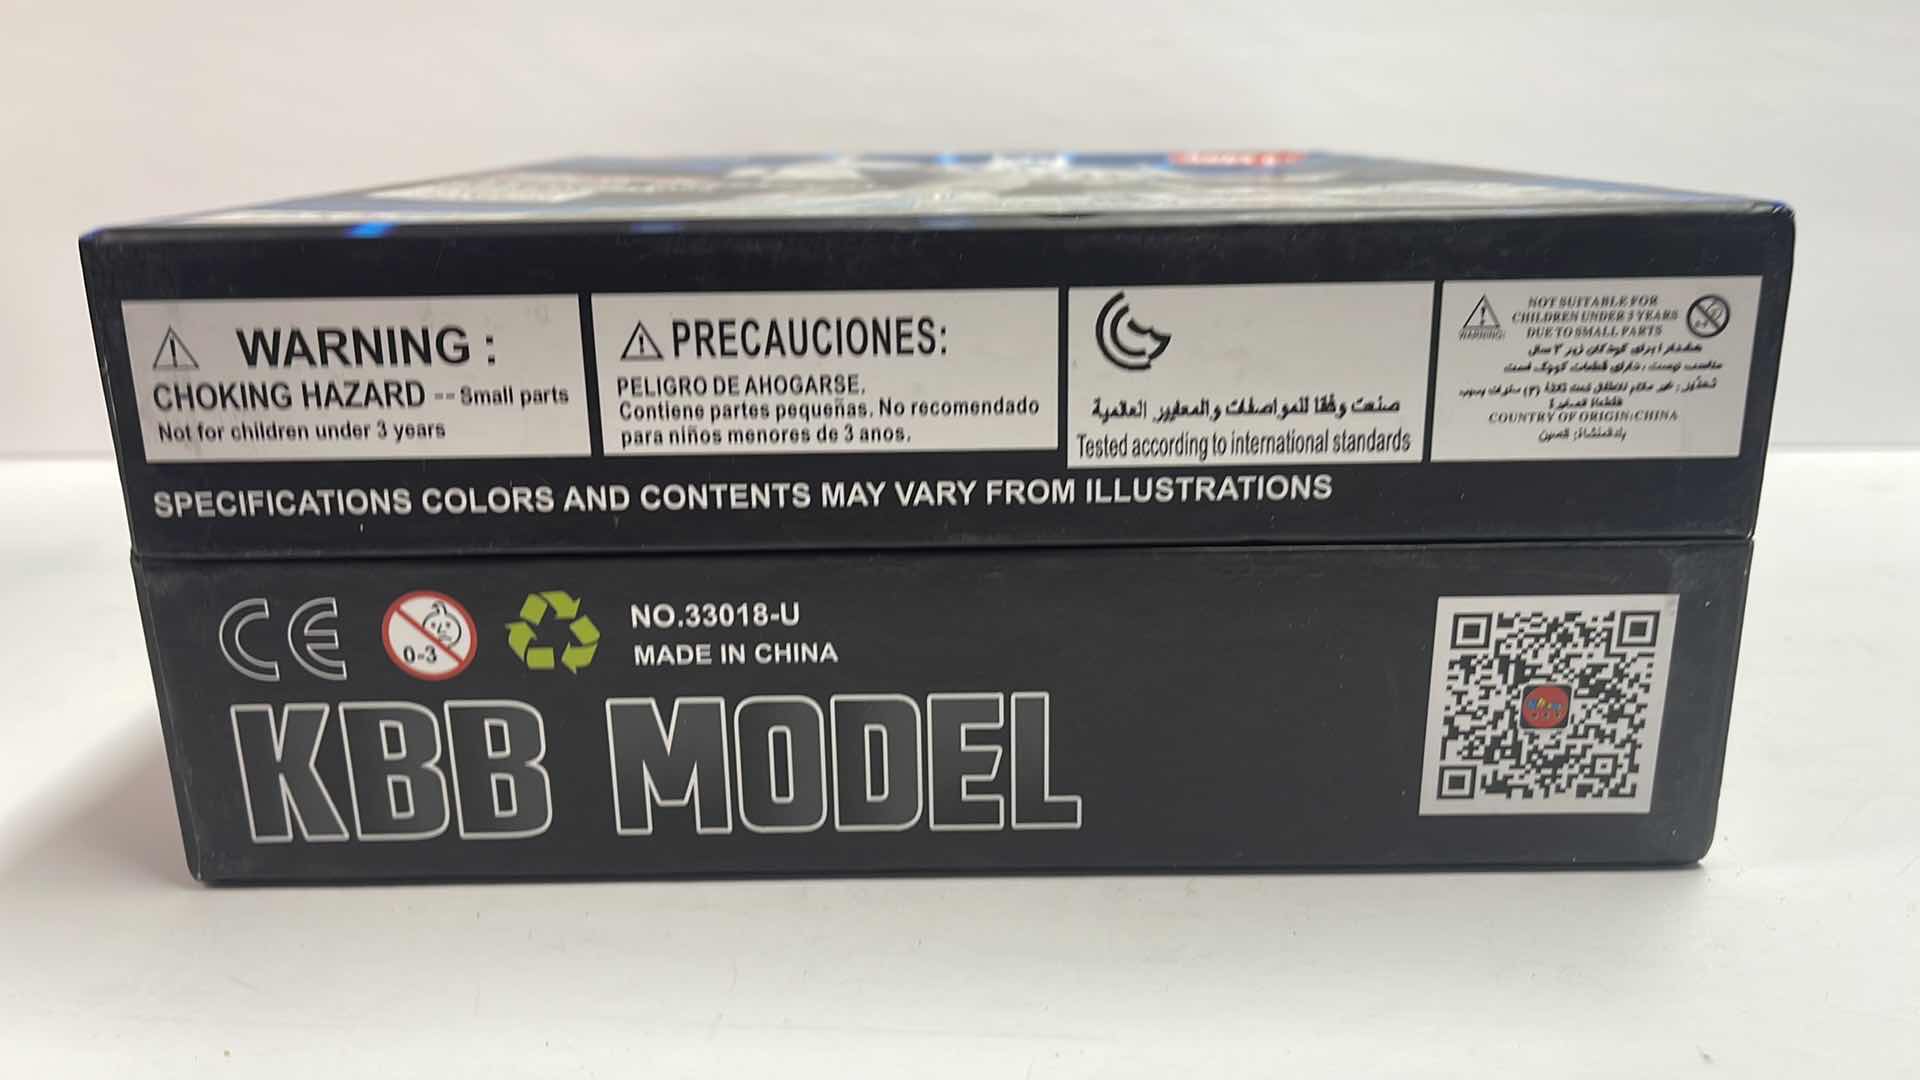 WARNING :
CHOKING HAZARD -- Small parts
Not for children under 3 years
PRECAUCIONES:
PELIGRO DE AHOGARSE.
Contiene partes pequeñas. No recomendado
para niños menores de 3 anos.
صنعت وفقا للمواصفات والمعايير العالمية
Tested according to international standards
WARNING:
NOT SUITABLE FOR
CHILDREN UNDER 3 YEARS
DUE TO SMALL PARTS
COUNTRY OF ORIGIN:CHINA
SPECIFICATIONS COLORS AND CONTENTS MAY VARY FROM ILLUSTRATIONS
CE
0-3
NO.33018-U
MADE IN CHINA
KBB MODEL